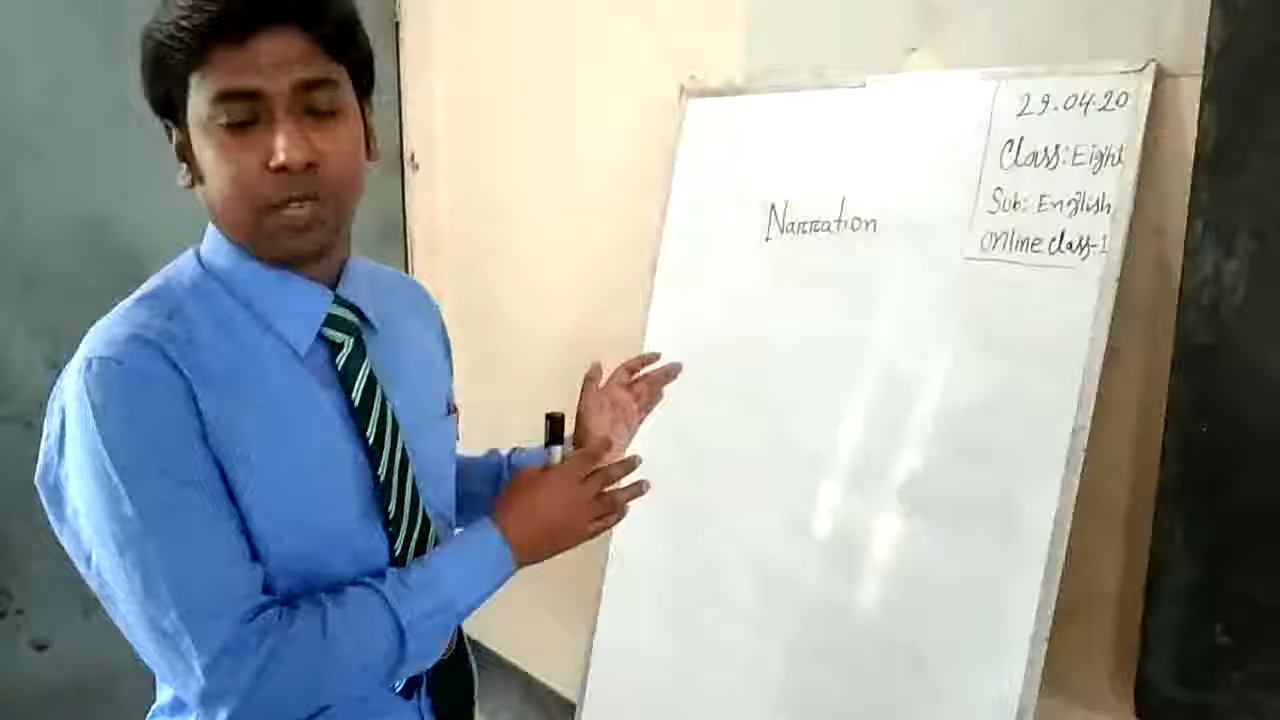 29.04.20
Class: Eight
Sub: English
Online class-1
Narration